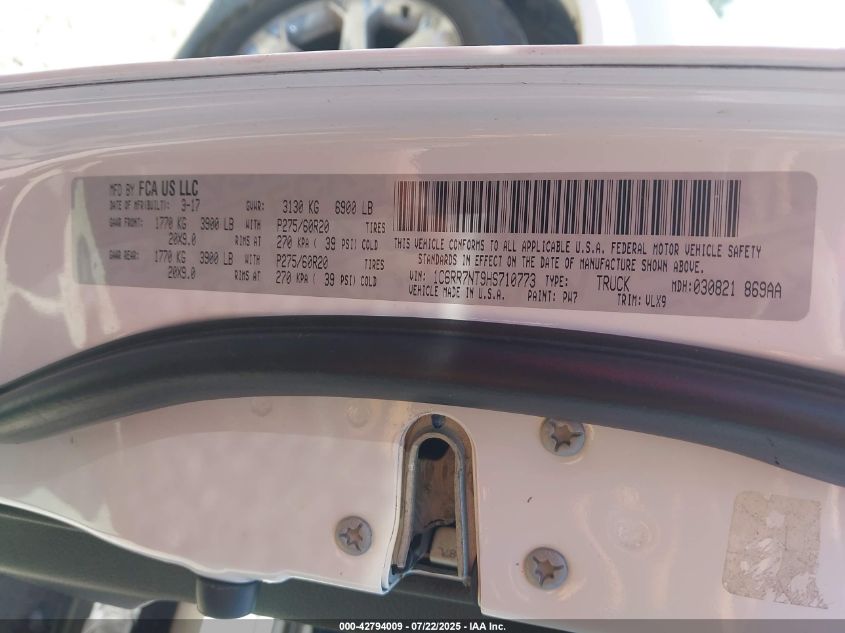 MFD BY FCA US LLC
DATE OF MFR(BUILT): 3-17 GVWR: 3130 KG 6900 LB
GAWR FRONT: 1770 KG 3900 LB WITH P275/60R20 TIRES
20X9.0 RIMS AT 270 KPA ( 39 PSI) COLD
GAWR REAR: 1770 KG 3900 LB WITH P275/60R20 TIRES
20X9.0 RIMS AT 270 KPA ( 39 PSI) COLD
THIS VEHICLE CONFORMS TO ALL APPLICABLE U.S.A. FEDERAL MOTOR VEHICLE SAFETY
STANDARDS IN EFFECT ON THE DATE OF MANUFACTURE SHOWN ABOVE.
VIN: 1C6RR7NT9HS710773 TYPE: TRUCK MDH:030821 869AA
VEHICLE MADE IN U.S.A. PAINT: PW7 TRIM: VLX9
000-42794009 - 07/22/2025 - IAA Inc.